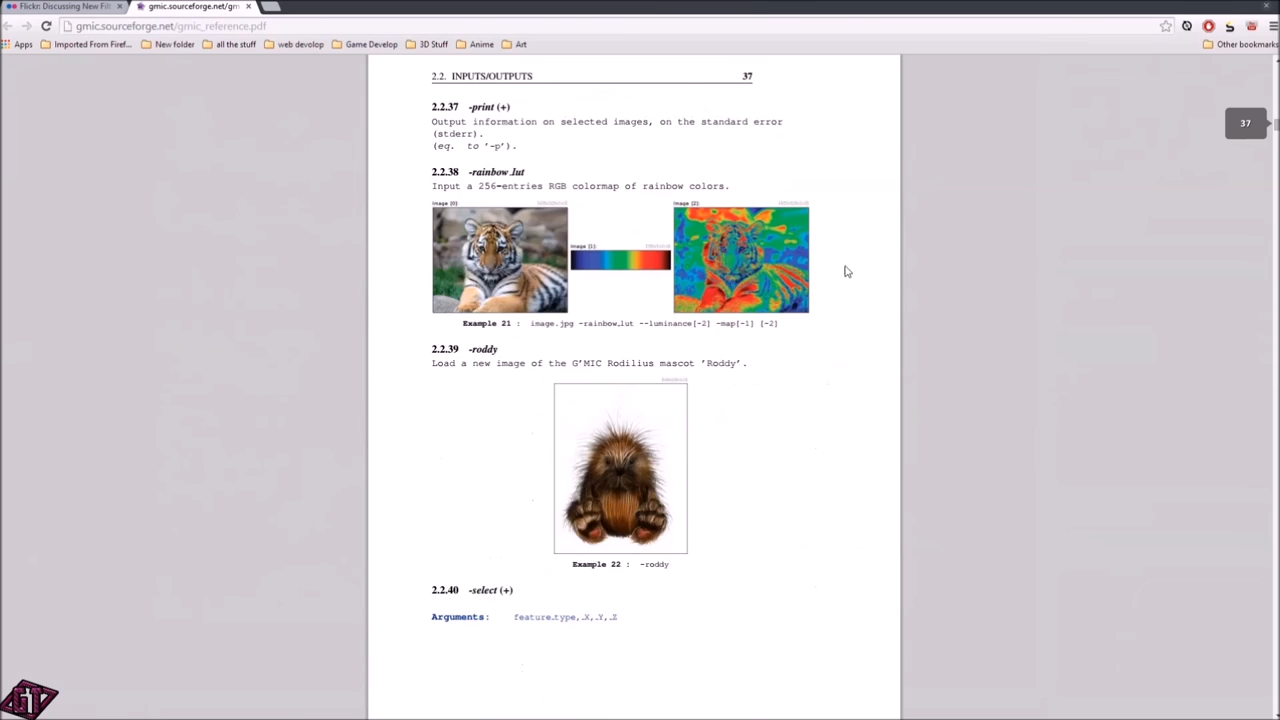 Flickr: Discussing New Filt
gmic.sourceforge.net/gm
gmic.sourceforge.net/gmic_reference.pdf
Apps
Imported From Firef...
New folder
all the stuff
web develop
Game Develop
3D Stuff
Anime
Art
Other bookmarks
2.2. INPUTS/OUTPUTS 37
37
2.2.37 -print (+)
Output information on selected images, on the standard error
(stderr).
(eq. to '-p').
2.2.38 -rainbow_lut
Input a 256-entries RGB colormap of rainbow colors.
Image [0]:
Image [1]:
Image [2]:
Example 21 : image.jpg -rainbow_lut --luminance[-2] -map[-1] [-2]
2.2.39 -roddy
Load a new image of the G'MIC Rodilius mascot 'Roddy'.
Example 22 : -roddy
2.2.40 -select (+)
Arguments: feature_type,_X,_Y,_Z
GT